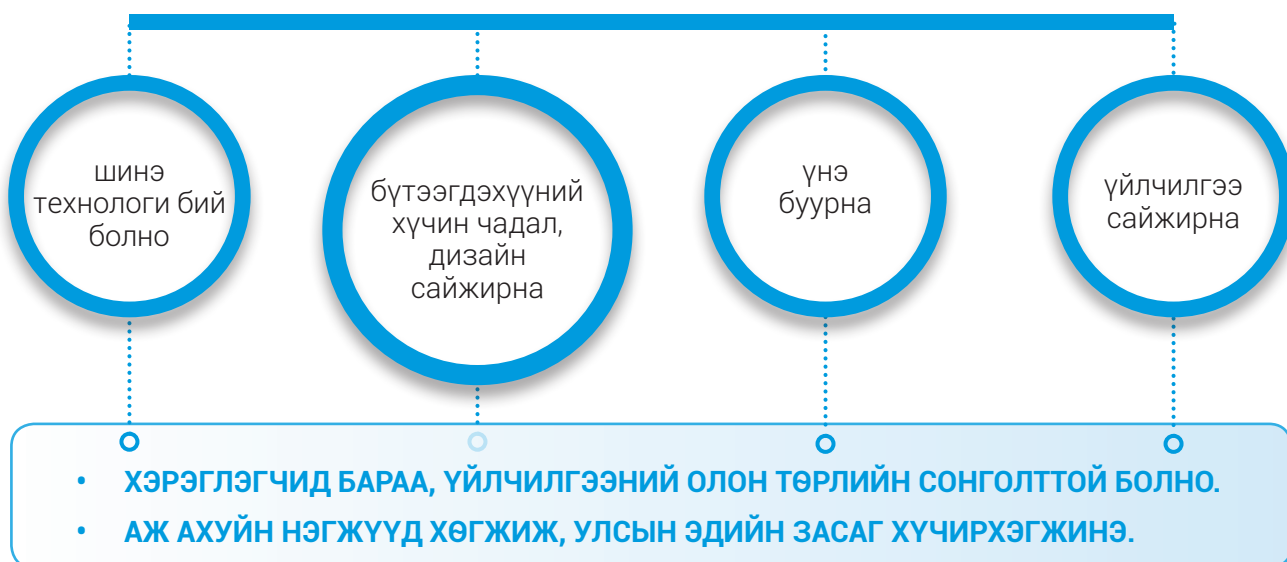 шинэ
технологи бий
болно
бүтээгдэхүүний
хүчин чадал,
дизайн
сайжирна
үнэ
буурна
үйлчилгээ
сайжирна
• ХЭРЭГЛЭГЧИД БАРАА, ҮЙЛЧИЛГЭЭНИЙ ОЛОН ТӨРЛИЙН СОНГОЛТТОЙ БОЛНО.
• АЖ АХУЙН НЭГЖҮҮД ХӨГЖИЖ, УЛСЫН ЭДИЙН ЗАСАГ ХҮЧИРХЭГЖИНЭ.